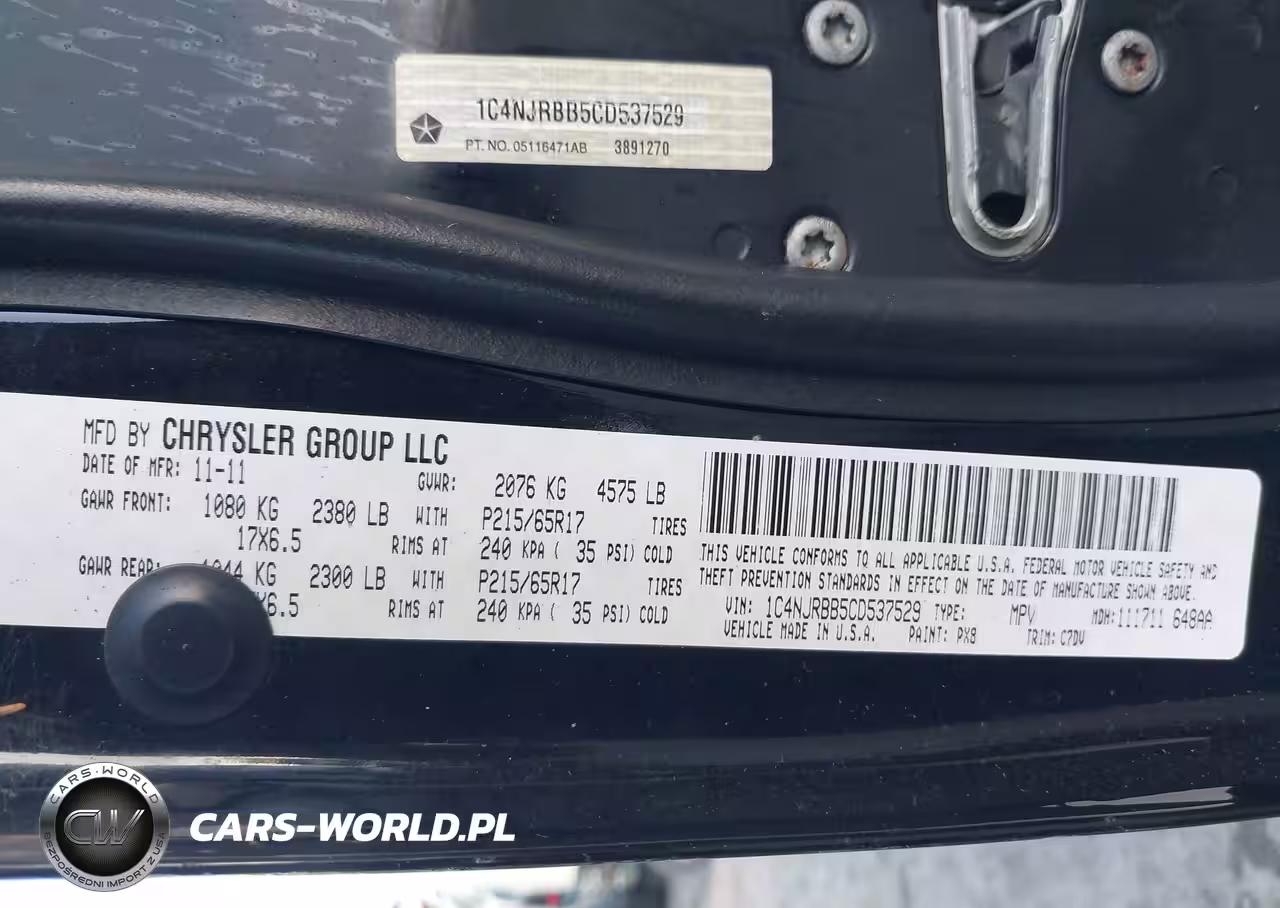 1C4NJRBB5CD537529
PT. NO. 05116471AB 3891270
MFD BY CHRYSLER GROUP LLC
DATE OF MFR: 11-11 GVWR: 2076 KG 4575 LB
GAWR FRONT: 1080 KG 2380 LB WITH P215/65R17 TIRES
17X6.5 RIMS AT 240 KPA ( 35 PSI) COLD
GAWR REAR: 1044 KG 2300 LB WITH P215/65R17 TIRES
X6.5 RIMS AT 240 KPA ( 35 PSI) COLD
THIS VEHICLE CONFORMS TO ALL APPLICABLE U.S.A. FEDERAL MOTOR VEHICLE SAFETY AND
THEFT PREVENTION STANDARDS IN EFFECT ON THE DATE OF MANUFACTURE SHOWN ABOVE.
VIN: 1C4NJRBB5CD537529 TYPE: MPV MDH: 111711 648AA
VEHICLE MADE IN U.S.A. PAINT: PX8 TRIM: C7DV
CARS-WORLD
CW
BEZPOŚREDNI IMPORT Z USA
CARS-WORLD.PL